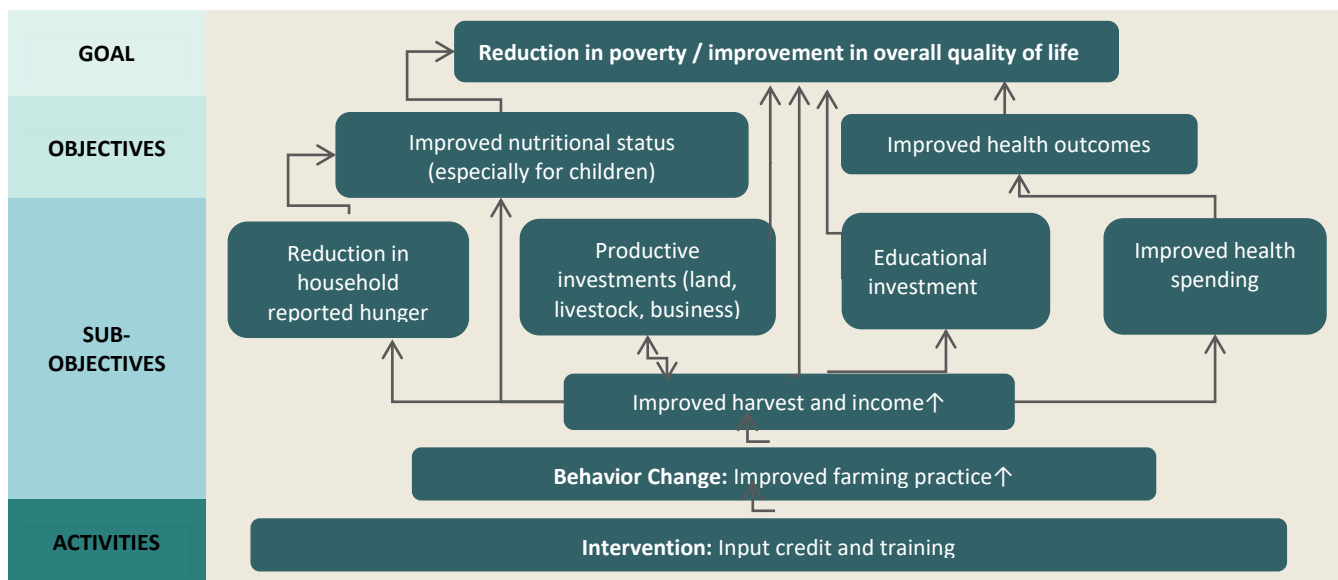 GOAL
Reduction in poverty / improvement in overall quality of life
OBJECTIVES
Improved nutritional status
(especially for children)
Improved health outcomes
SUB-
OBJECTIVES
Reduction in
household
reported hunger
Productive
investments (land,
livestock, business)
Educational
investment
Improved health
spending
Improved harvest and income↑
Behavior Change: Improved farming practice↑
ACTIVITIES
Intervention: Input credit and training